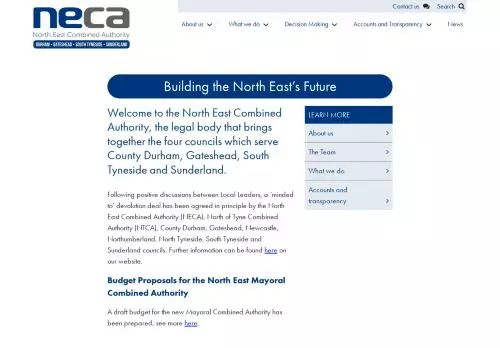 Contact us
Search
neca
North East Combined Authority
DURHAM • GATESHEAD • SOUTH TYNESIDE • SUNDERLAND
About us
What we do
Decision Making
Accounts and Transparency
News
Building the North East's Future
Welcome to the North East Combined
Authority, the legal body that brings
together the four councils which serve
County Durham, Gateshead, South
Tyneside and Sunderland.
Following positive discussions between Local Leaders, a 'minded
to' devolution deal has been agreed in principle by the North
East Combined Authority (NECA), North of Tyne Combined
Authority (NTCA), County Durham, Gateshead, Newcastle,
Northumberland, North Tyneside, South Tyneside and
Sunderland councils. Further information can be found here on
our website.
Budget Proposals for the North East Mayoral
Combined Authority
A draft budget for the new Mayoral Combined Authority has
been prepared, see more here.
LEARN MORE
About us
The Team
What we do
Accounts and
transparency